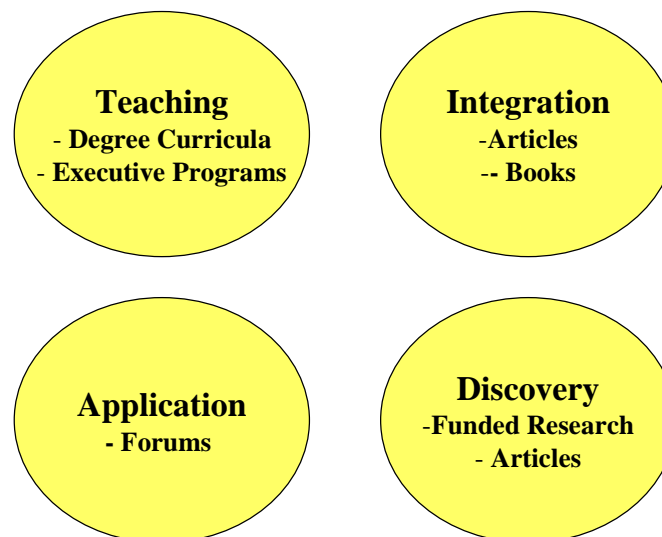 Teaching
- Degree Curricula
- Executive Programs
Integration
-Articles
-- Books
Application
- Forums
Discovery
-Funded Research
- Articles